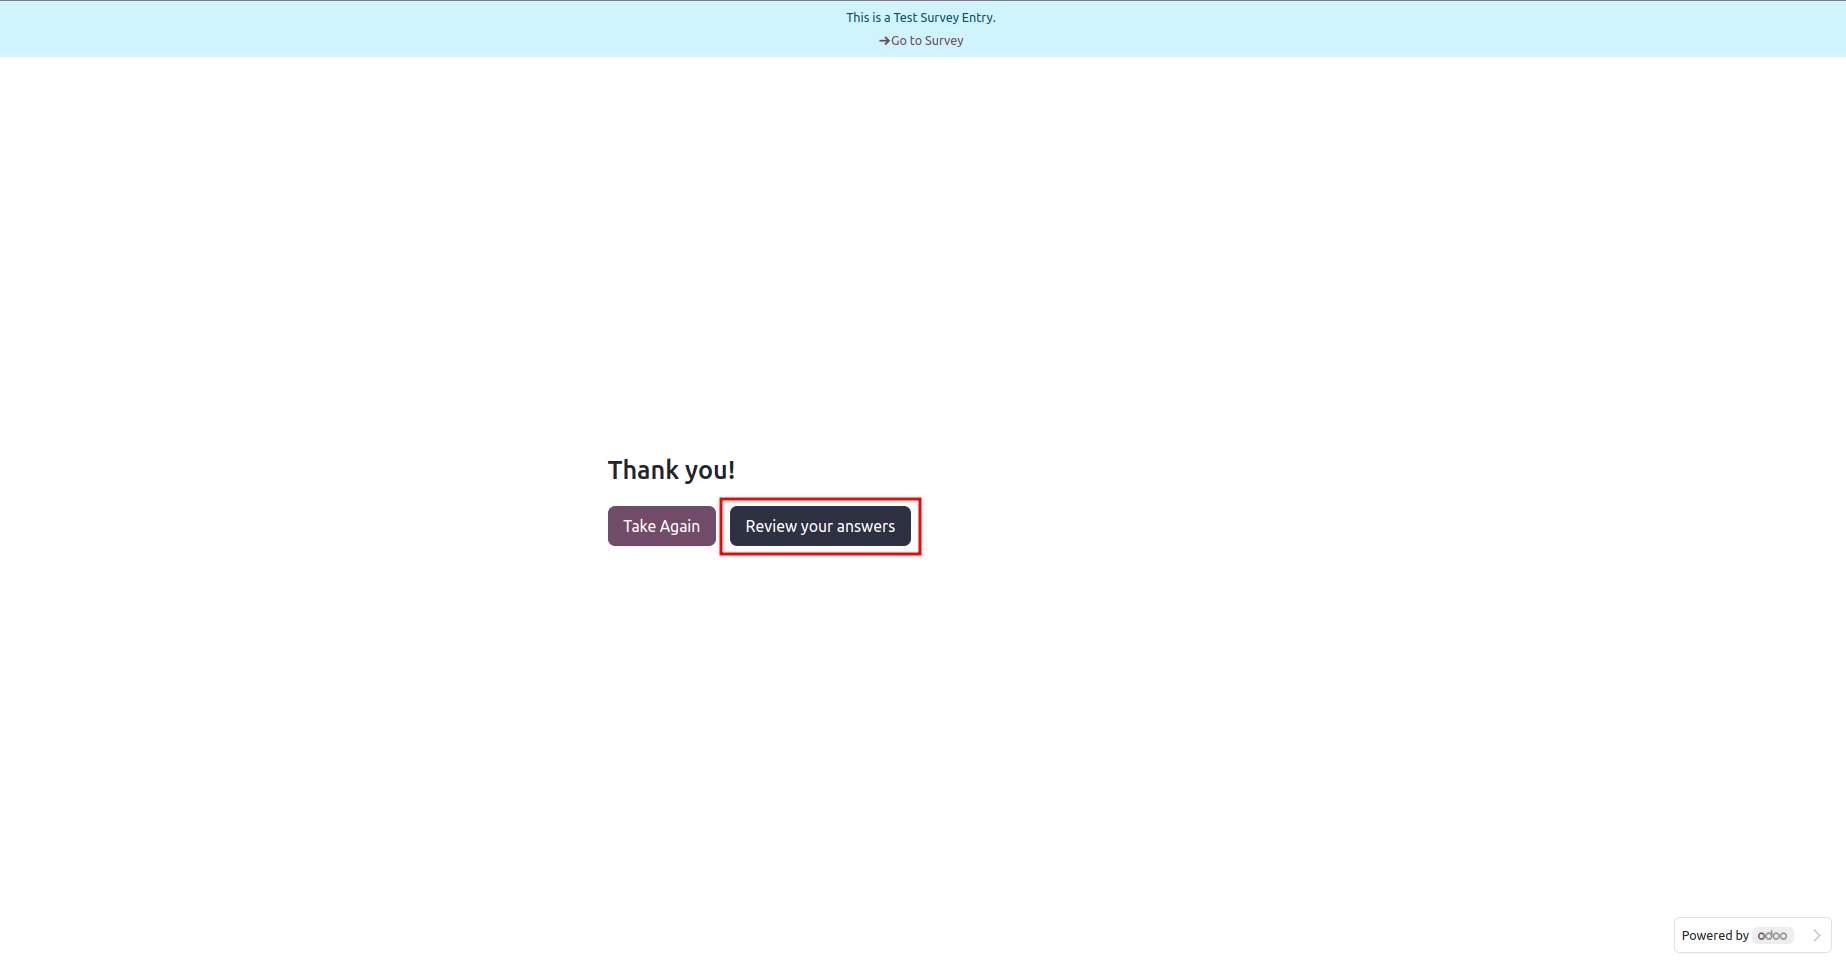 This is a Test Survey Entry.
→Go to Survey
Thank you!
Take Again
Review your answers
Powered by odoo